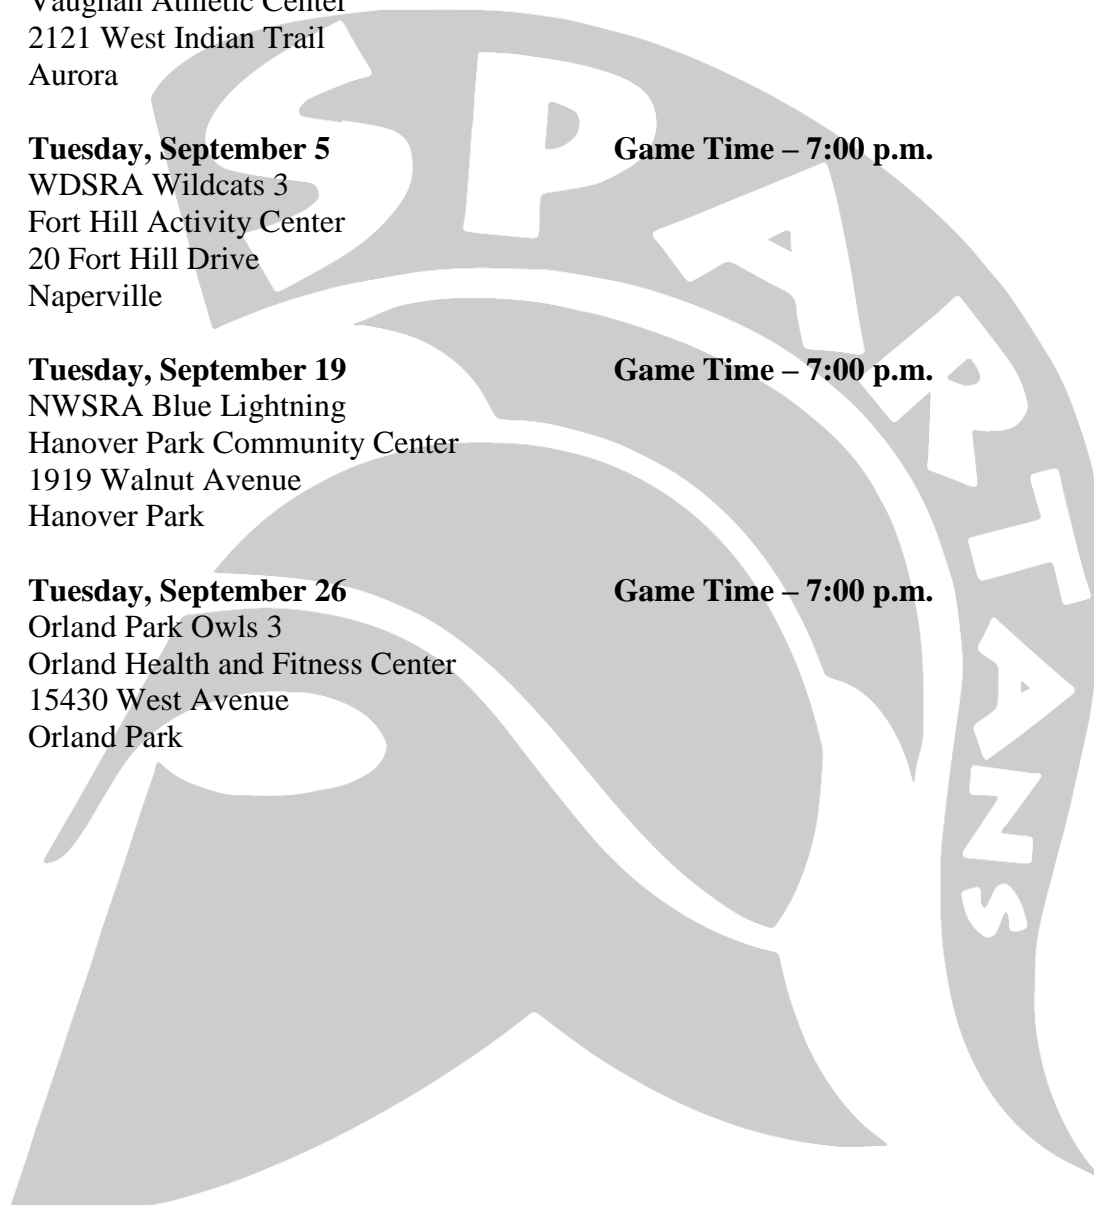 Vaughan Athletic Center
2121 West Indian Trail
Aurora
Tuesday, September 5 Game Time – 7:00 p.m.
WDSRA Wildcats 3
Fort Hill Activity Center
20 Fort Hill Drive
Naperville
Tuesday, September 19 Game Time – 7:00 p.m.
NWSRA Blue Lightning
Hanover Park Community Center
1919 Walnut Avenue
Hanover Park
Tuesday, September 26 Game Time – 7:00 p.m.
Orland Park Owls 3
Orland Health and Fitness Center
15430 West Avenue
Orland Park
SPARTANS